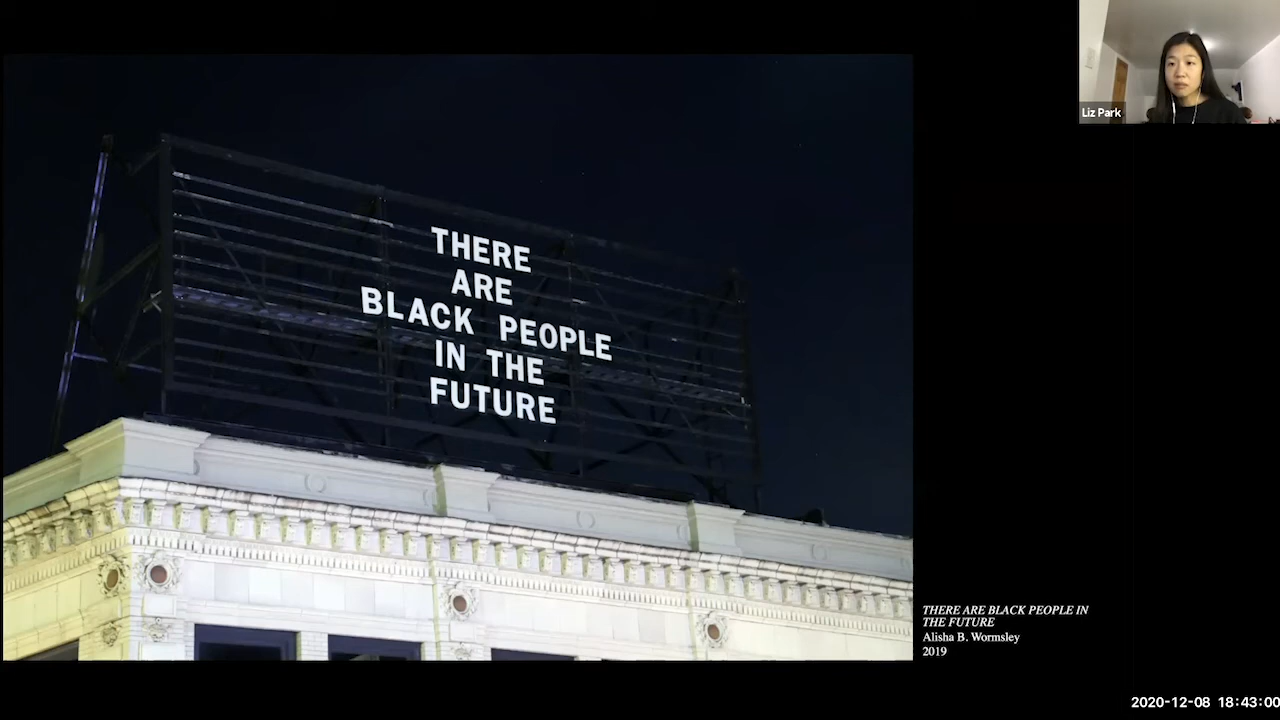 Liz Park
THERE
ARE
BLACK PEOPLE
IN THE
FUTURE
THERE ARE BLACK PEOPLE IN
THE FUTURE
Alisha B. Wormsley
2019
2020-12-08 18:43:00